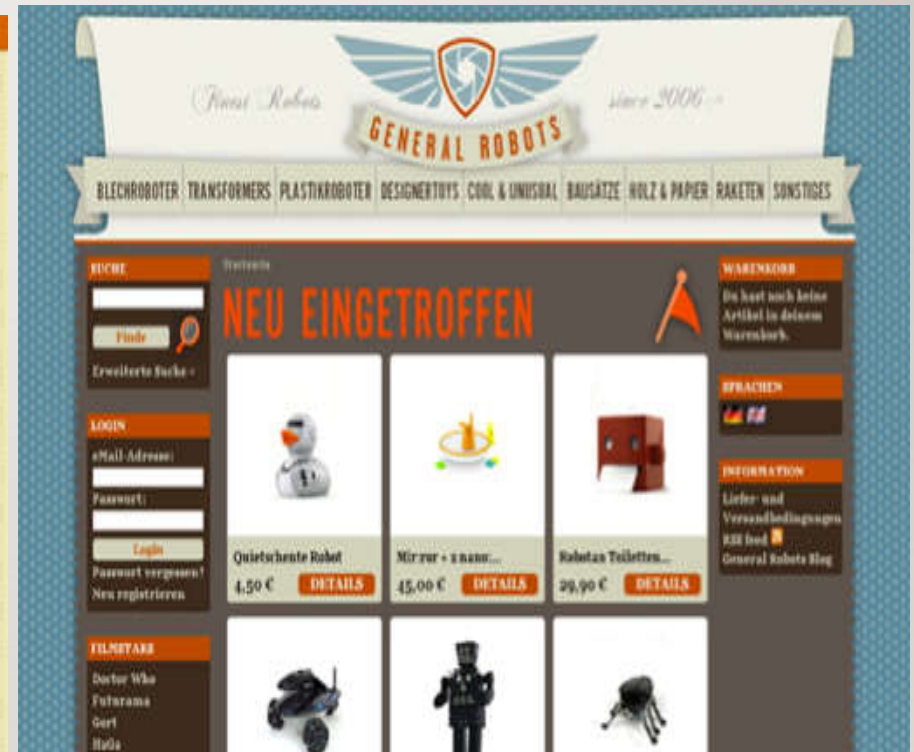 Finest Robots
since 2006
GENERAL ROBOTS
BLECHROBOTER TRANSFORMERS PLASTIKROBOTER DESIGNERTOYS COOL & UNUSUAL BAUSÄTZE HOLZ & PAPIER RAKETEN SONSTIGES
SUCHE
Finde
Erweiterte Suche »
LOGIN
eMail-Adresse:
Passwort:
Login
Passwort vergessen?
Neu registrieren
FILMSTARS
Doctor Who
Futurama
Gort
Startseite
NEU EINGETROFFEN
Quietschente Robot
4,50 €
DETAILS
45,00 €
DETAILS
Robotan Toiletten...
29,90 €
DETAILS
WARENKORB
Du hast noch keine
Artikel in deinem
Warenkorb.
SPRACHEN
INFORMATION
Liefer- und
Versandbedingungen
RSS feed
General Robots Blog